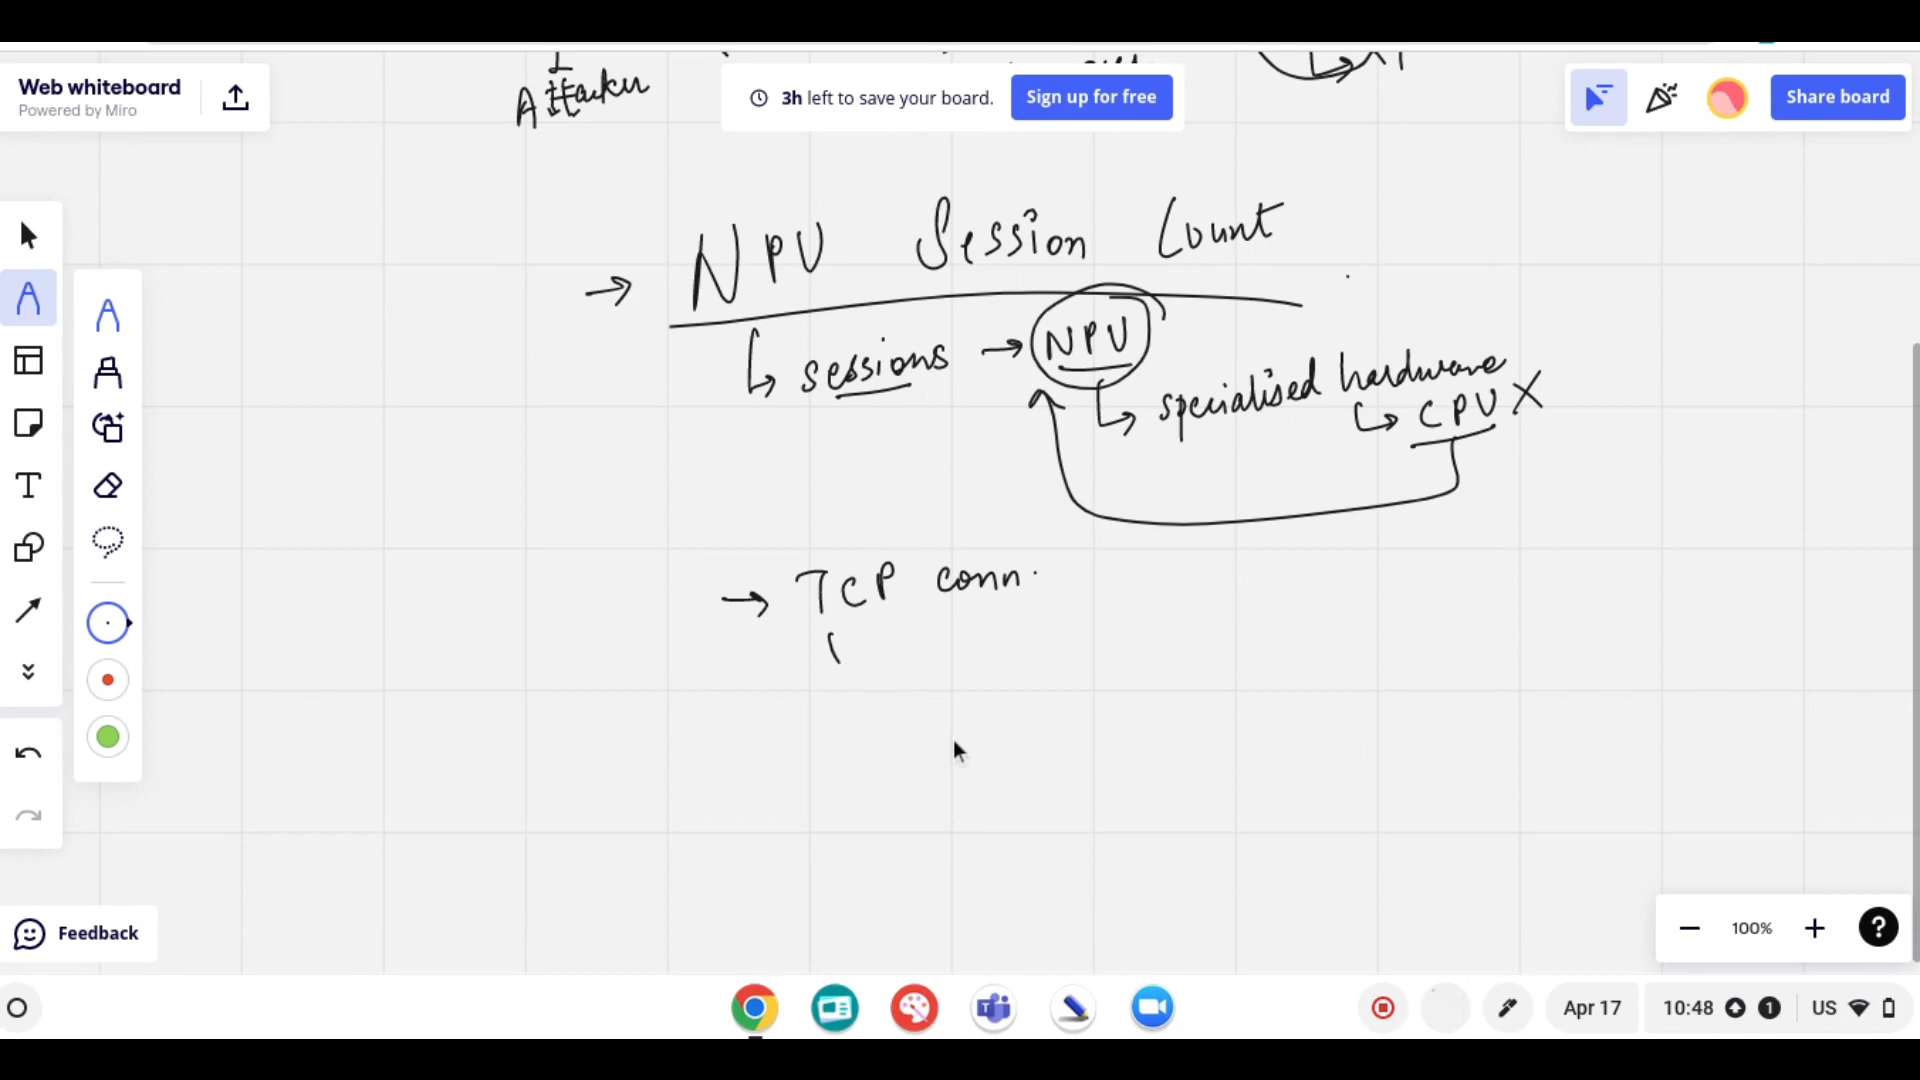 Attacker
Web whiteboard
Powered by Miro
3h left to save your board.
Sign up for free
Share board
→ NPU Session Count
↳ sessions → NPU
↳ specialised hardware
↳ CPU X
→ TCP conn.
Feedback
100%
Apr 17
10:48
1
US